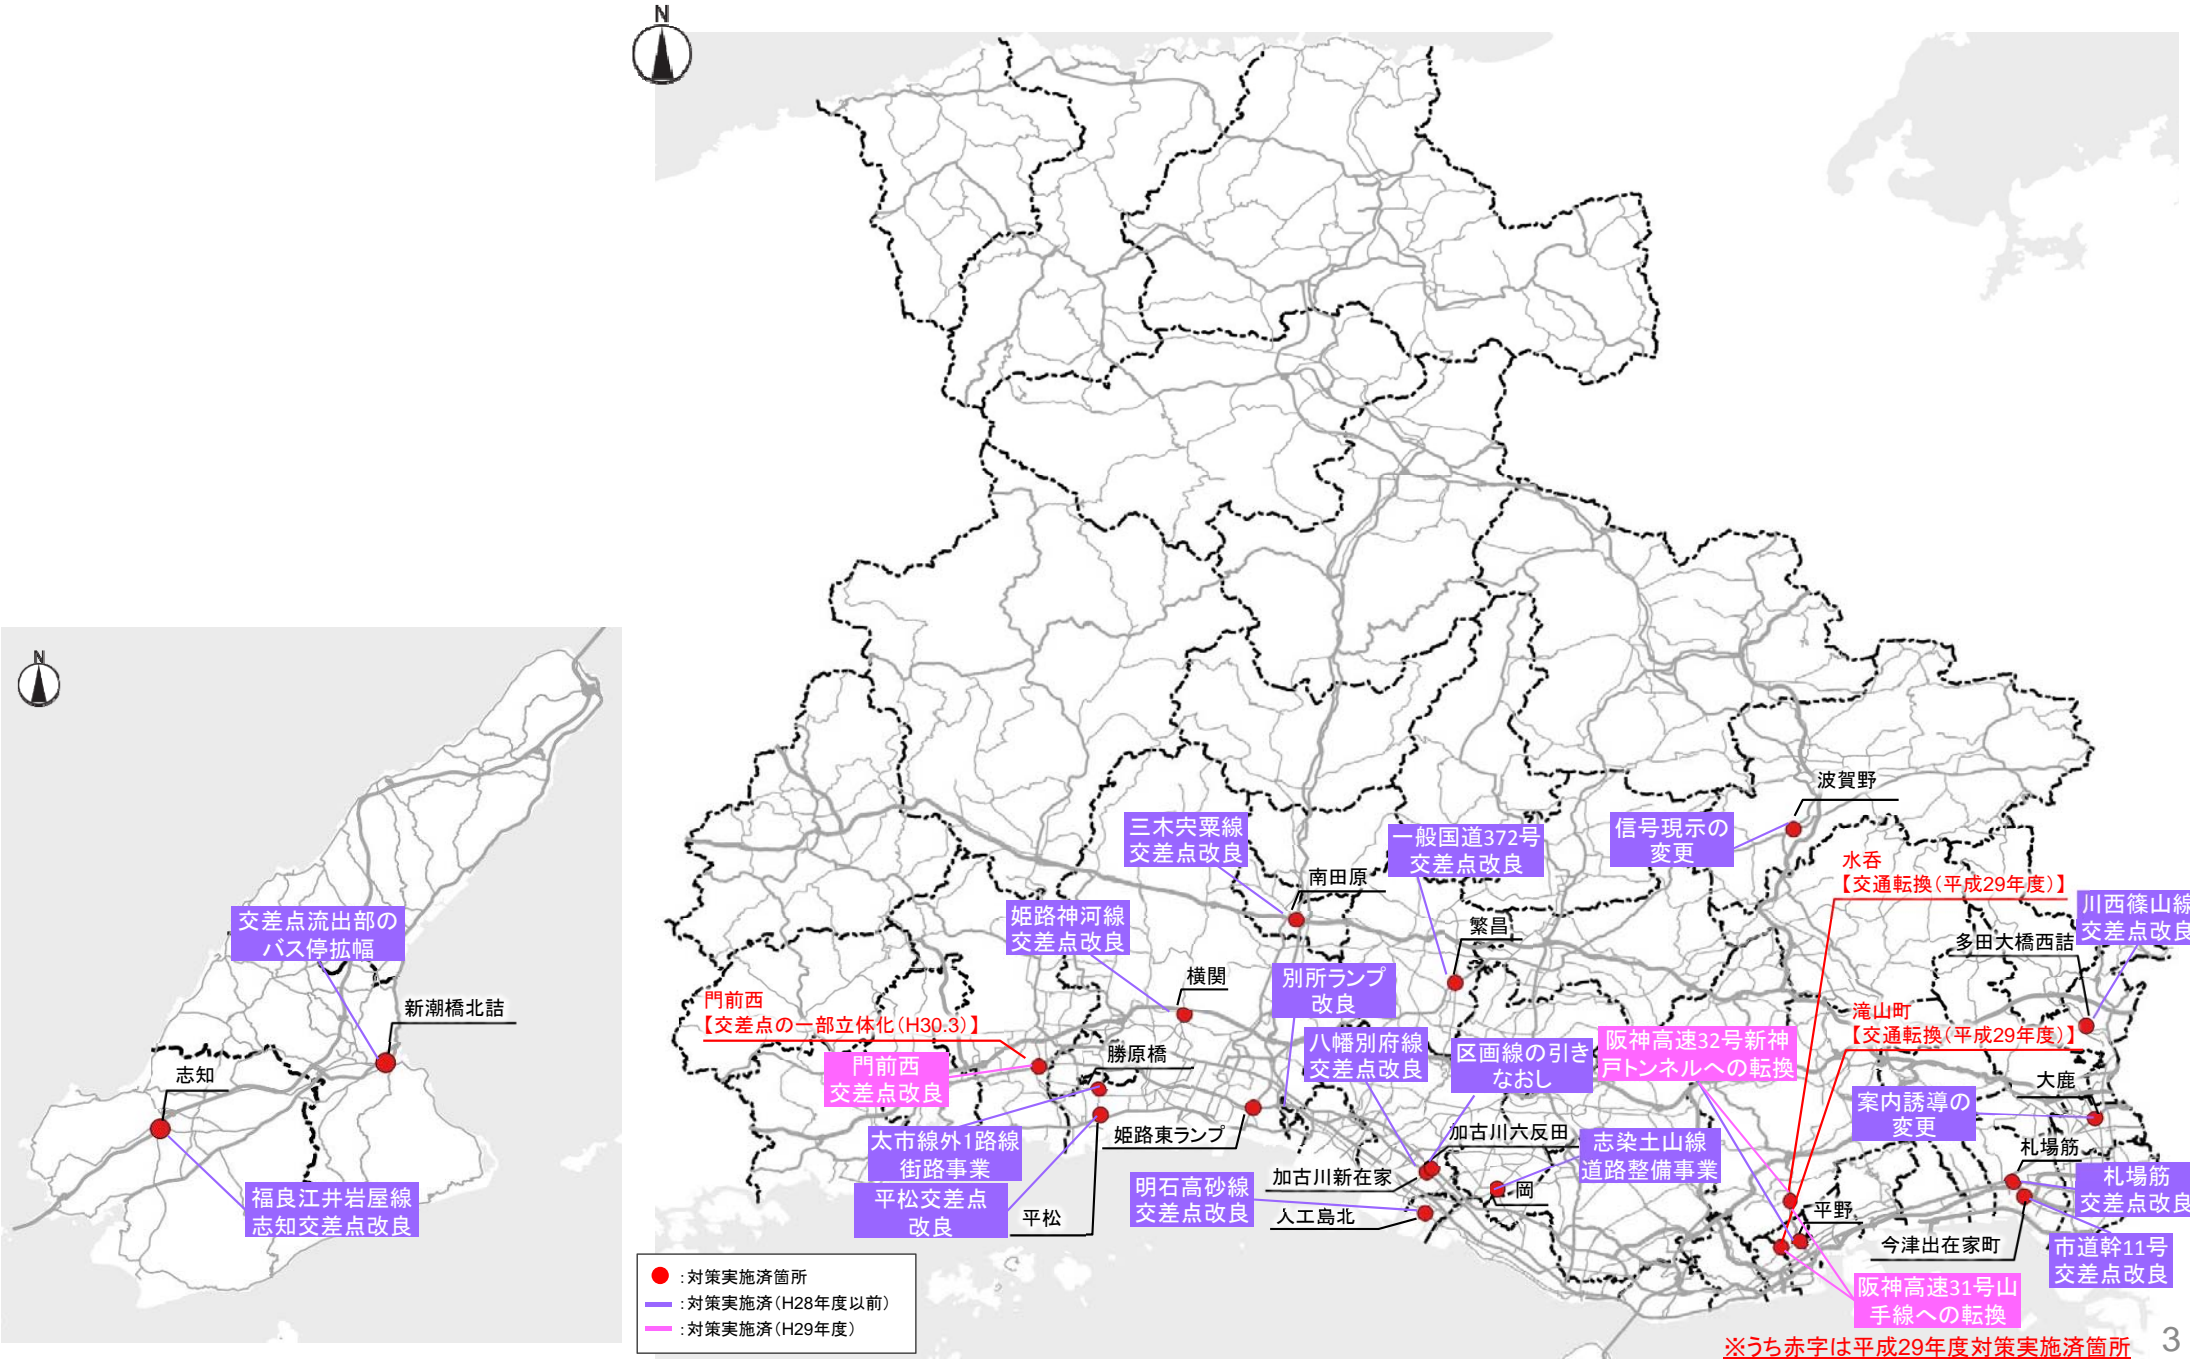 N
N
波賀野
三木宍粟線
交差点改良
一般国道372号
交差点改良
信号現示の
変更
水呑
【交通転換(平成29年度)】
南田原
川西篠山線
交差点改良
姫路神河線
交差点改良
繁昌
多田大橋西詰
交差点流出部の
バス停拡幅
横関
別所ランプ
改良
新潮橋北詰
門前西
【交差点の一部立体化(H30.3)】
滝山町
【交通転換(平成29年度)】
八幡別府線
交差点改良
区画線の引き
なおし
阪神高速32号新神
戸トンネルへの転換
勝原橋
門前西
交差点改良
志知
大鹿
案内誘導の
変更
太市線外1路線
街路事業
姫路東ランプ
加古川六反田
志染土山線
道路整備事業
札場筋
加古川新在家
札場筋
交差点改良
平松交差点
改良
明石高砂線
交差点改良
岡
福良江井岩屋線
志知交差点改良
平松
人工島北
平野
今津出在家町
市道幹11号
交差点改良
阪神高速31号山
手線への転換
:対策実施済箇所
:対策実施済(H28年度以前)
:対策実施済(H29年度)
※うち赤字は平成29年度対策実施済箇所
3